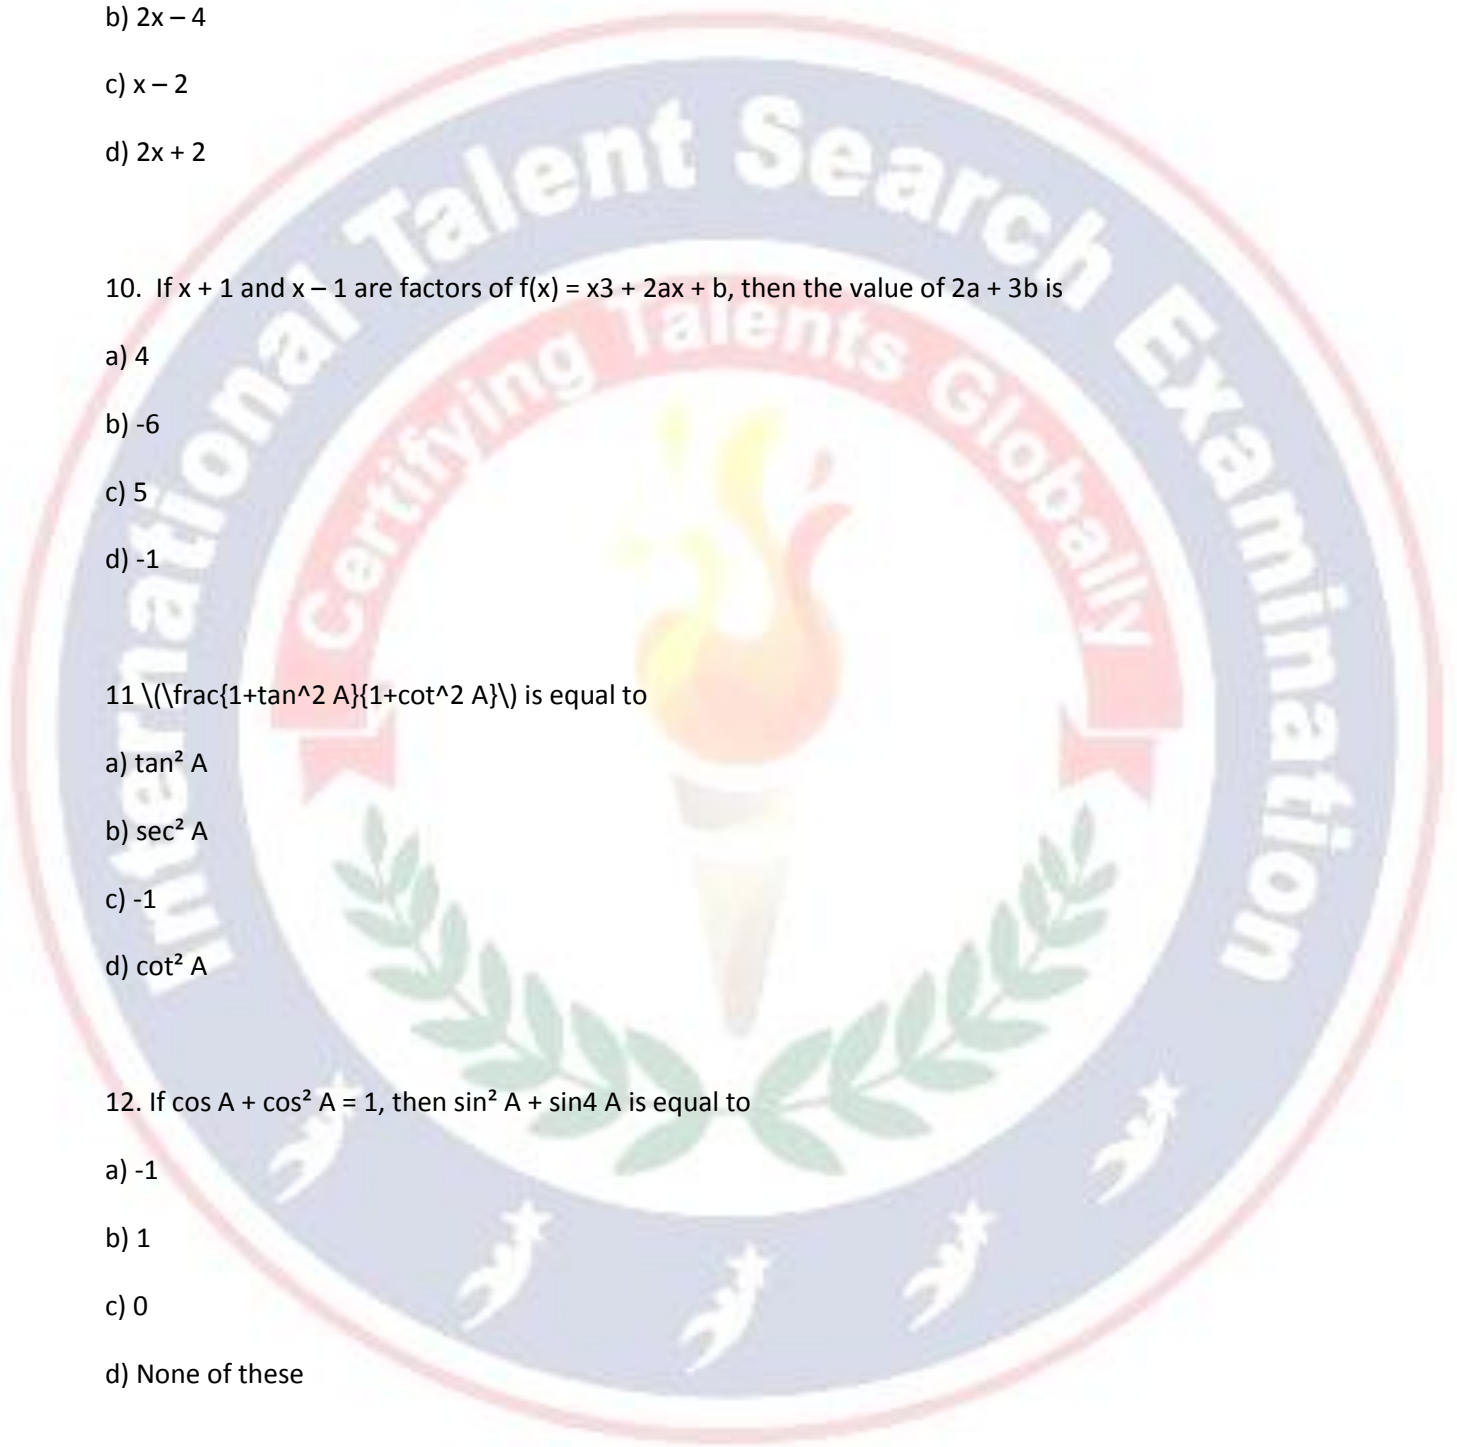 b) 2x – 4
c) x – 2
d) 2x + 2
10.  If x + 1 and x – 1 are factors of f(x) = x3 + 2ax + b, then the value of 2a + 3b is
a) 4
b) -6
c) 5
d) -1
11 \(\frac{1+tan^2 A}{1+cot^2 A}\) is equal to
a) tan² A
b) sec² A
c) -1
d) cot² A
12. If cos A + cos² A = 1, then sin² A + sin4 A is equal to
a) -1
b) 1
c) 0
d) None of these
International Talent Search Examination
Certifying Talents Globally